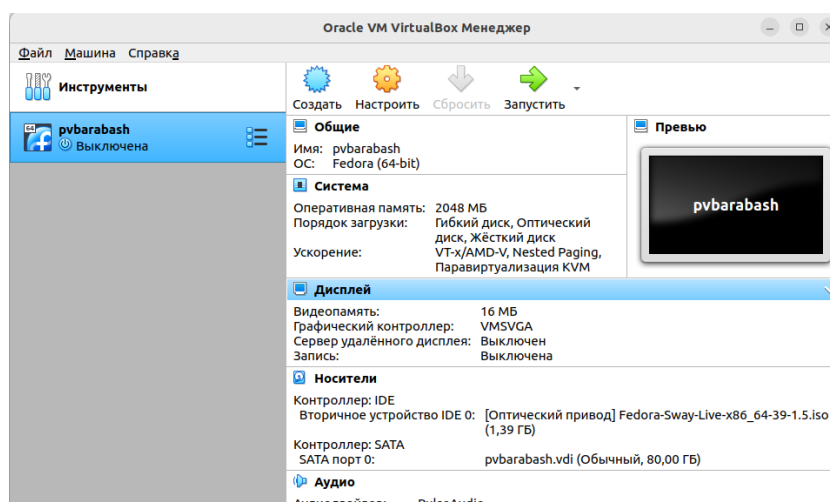 Oracle VM VirtualBox Менеджер
Файл Машина Справка
Инструменты
Создать Настроить Сбросить Запустить
64
pvbarabash
Выключена
Общие
Имя: pvbarabash
ОС: Fedora (64-bit)
Превью
pvbarabash
Система
Оперативная память: 2048 МБ
Порядок загрузки: Гибкий диск, Оптический
диск, Жёсткий диск
Ускорение: VT-x/AMD-V, Nested Paging,
Паравиртуализация KVM
Дисплей
Видеопамять: 16 МБ
Графический контроллер: VMSVGA
Сервер удалённого дисплея: Выключен
Запись: Выключена
Носители
Контроллер: IDE
Вторичное устройство IDE 0: [Оптический привод] Fedora-Sway-Live-x86_64-39-1.5.iso
(1,39 ГБ)
Контроллер: SATA
SATA порт 0: pvbarabash.vdi (Обычный, 80,00 ГБ)
Аудио